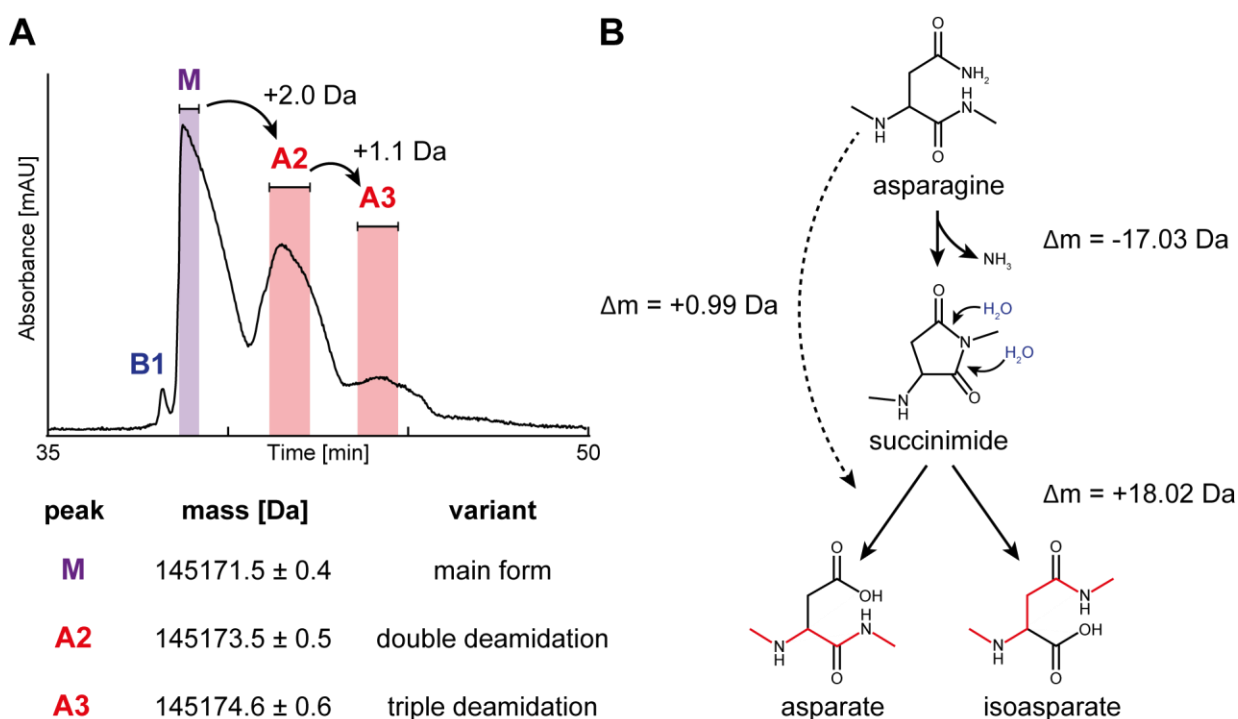 A
M
+2.0 Da
A2
+1.1 Da
A3
B1
Absorbance [mAU]
35
Time [min]
50
peak mass [Da] variant
M 145171.5 ± 0.4 main form
A2 145173.5 ± 0.5 double deamidation
A3 145174.6 ± 0.6 triple deamidation
B
O
NH₂
H
N
N
H
O
asparagine
Δm = -17.03 Da
NH₃
Δm = +0.99 Da
O
H₂O
N
H₂O
N
H
O
succinimide
Δm = +18.02 Da
O
OH
H
N
N
H
O
asparate
O
N
H
OH
N
H
O
isoasparate